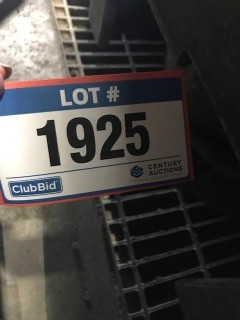 LOT #
1925
ClubBid
CENTURY
AUCTIONS